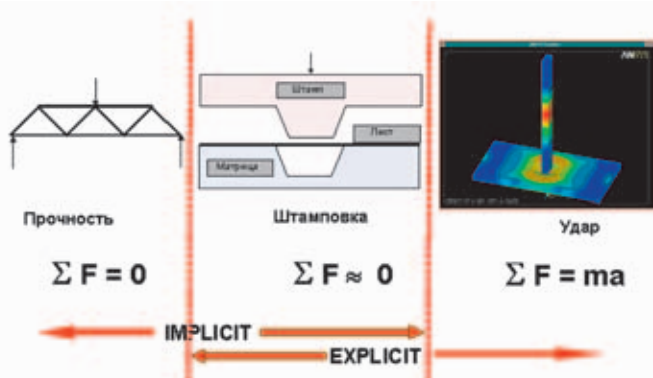 Штамп
Лист
Матрица
Прочность
Штамповка
Удар
Σ F = 0
Σ F ≈ 0
Σ F = ma
IMPLICIT
EXPLICIT